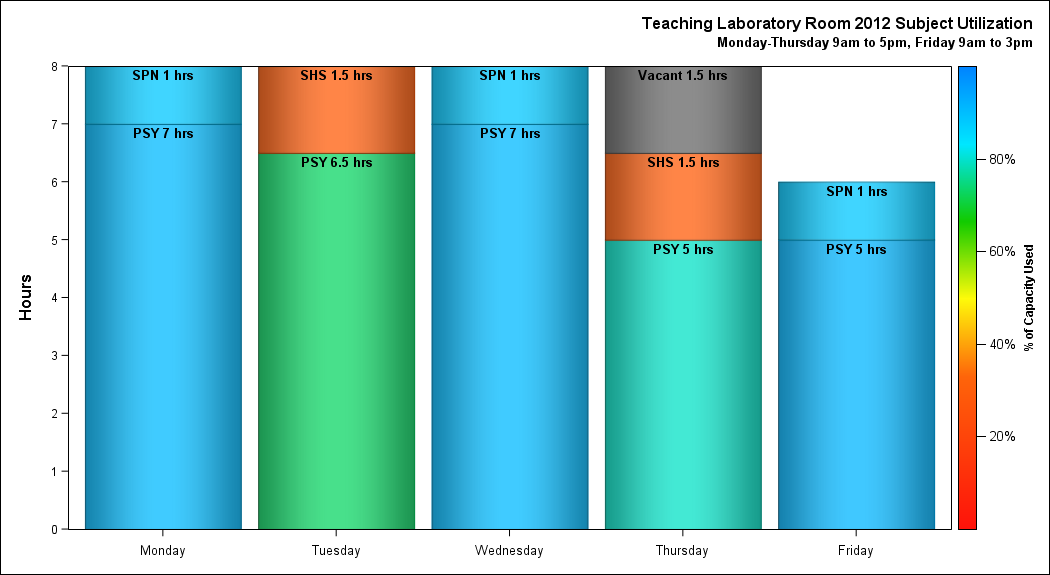 Teaching Laboratory Room 2012 Subject Utilization
Monday-Thursday 9am to 5pm, Friday 9am to 3pm
Hours
8
7
6
5
4
3
2
1
0
SPN 1 hrs
PSY 7 hrs
SHS 1.5 hrs
PSY 6.5 hrs
SPN 1 hrs
PSY 7 hrs
Vacant 1.5 hrs
SHS 1.5 hrs
PSY 5 hrs
SPN 1 hrs
PSY 5 hrs
Monday
Tuesday
Wednesday
Thursday
Friday
80%
60%
40%
20%
% of Capacity Used